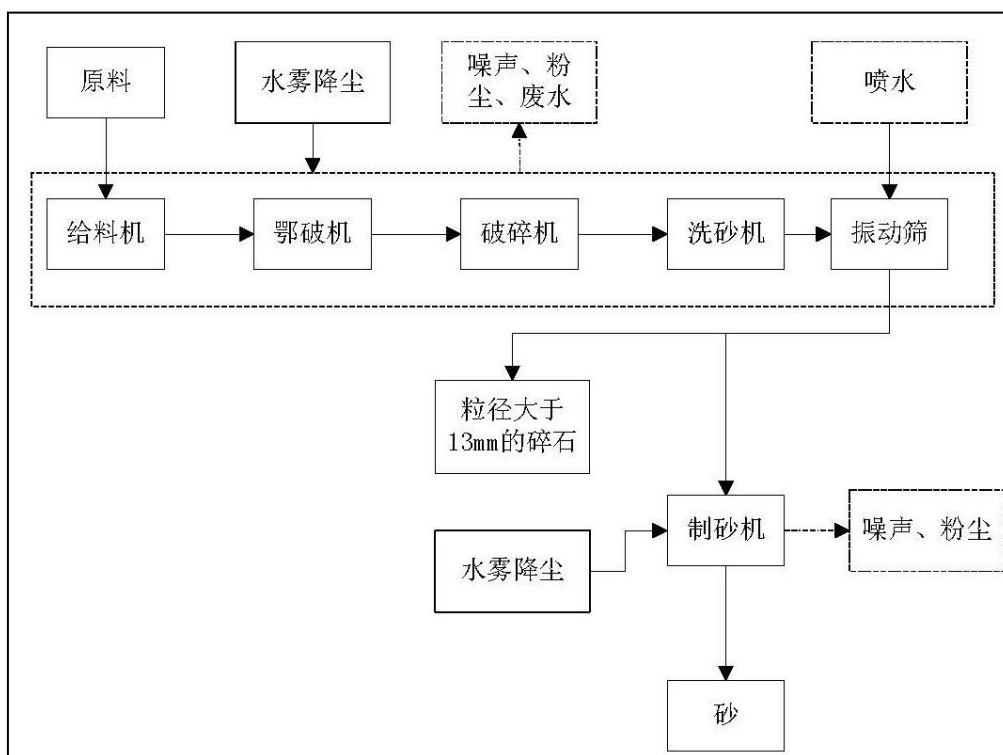 原料
水雾降尘
噪声、粉
尘、废水
喷水
给料机
鄂破机
破碎机
洗砂机
振动筛
粒径大于
13mm的碎石
制砂机
噪声、粉尘
水雾降尘
砂